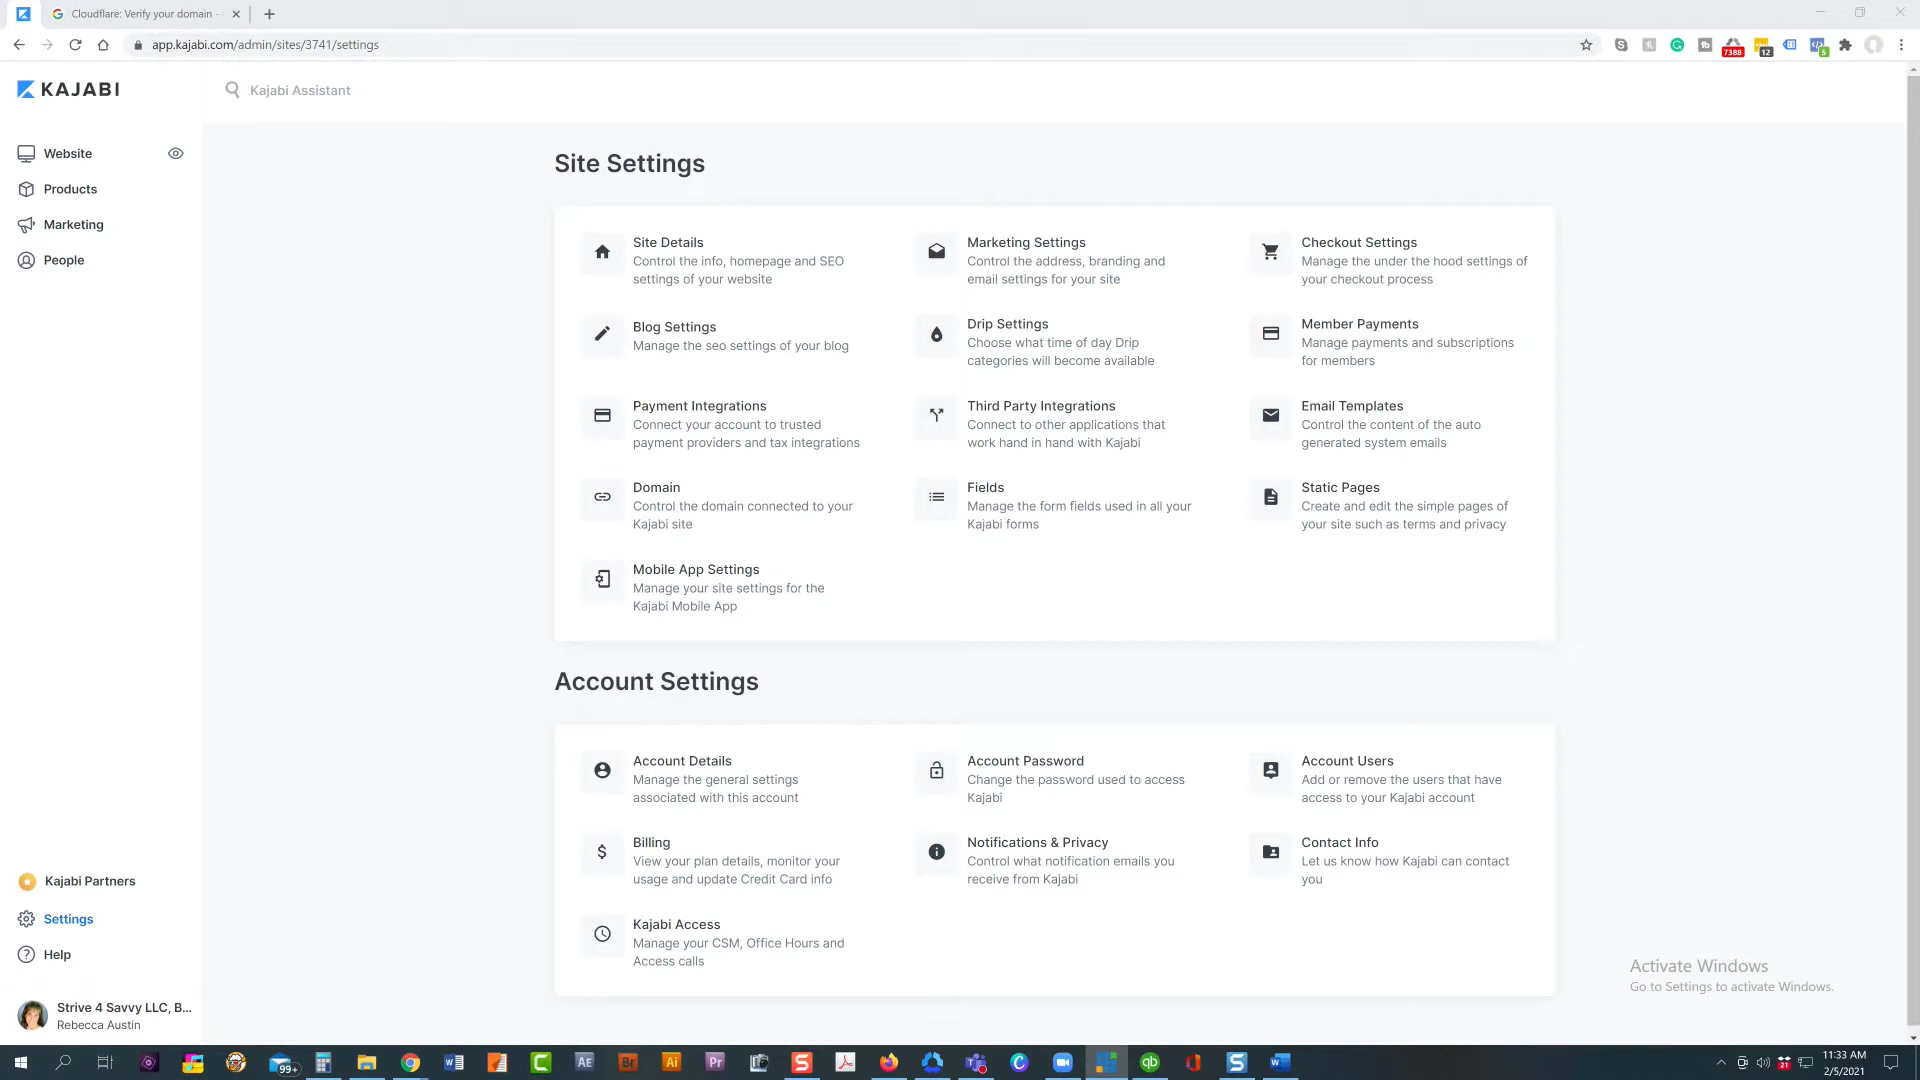 Cloudflare: Verify your domain -
app.kajabi.com/admin/sites/3741/settings
7388
12
5
KAJABI
Kajabi Assistant
Website
Products
Marketing
People
Site Settings
Site Details
Control the info, homepage and SEO
settings of your website
Marketing Settings
Control the address, branding and
email settings for your site
Checkout Settings
Manage the under the hood settings of
your checkout process
Blog Settings
Manage the seo settings of your blog
Drip Settings
Choose what time of day Drip
categories will become available
Member Payments
Manage payments and subscriptions
for members
Payment Integrations
Connect your account to trusted
payment providers and tax integrations
Third Party Integrations
Connect to other applications that
work hand in hand with Kajabi
Email Templates
Control the content of the auto
generated system emails
Domain
Control the domain connected to your
Kajabi site
Fields
Manage the form fields used in all your
Kajabi forms
Static Pages
Create and edit the simple pages of
your site such as terms and privacy
Mobile App Settings
Manage your site settings for the
Kajabi Mobile App
Account Settings
Account Details
Manage the general settings
associated with this account
Account Password
Change the password used to access
Kajabi
Account Users
Add or remove the users that have
access to your Kajabi account
Billing
View your plan details, monitor your
usage and update Credit Card info
Notifications & Privacy
Control what notification emails you
receive from Kajabi
Contact Info
Let us know how Kajabi can contact
you
Kajabi Access
Manage your CSM, Office Hours and
Access calls
Kajabi Partners
Settings
Help
Strive 4 Savvy LLC, B...
Rebecca Austin
Activate Windows
Go to Settings to activate Windows.
99+
AE
Br
Ai
Pr
21
11:33 AM
2/5/2021